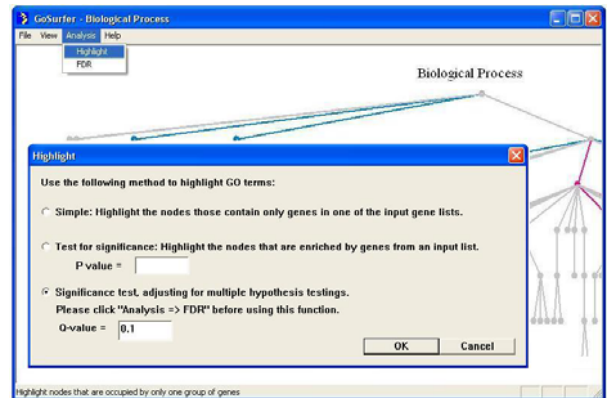 GoSurfer - Biological Process
File View Analysis Help
Highlight
FDR
Biological Process
Highlight
Use the following method to highlight GO terms:
Simple: Highlight the nodes those contain only genes in one of the input gene lists.
Test for significance: Highlight the nodes that are enriched by genes from an input list.
P value =
Significance test, adjusting for multiple hypothesis testings.
Please click "Analysis => FDR" before using this function.
Q-value = 0.1
OK Cancel
Highlight nodes that are occupied by only one group of genes